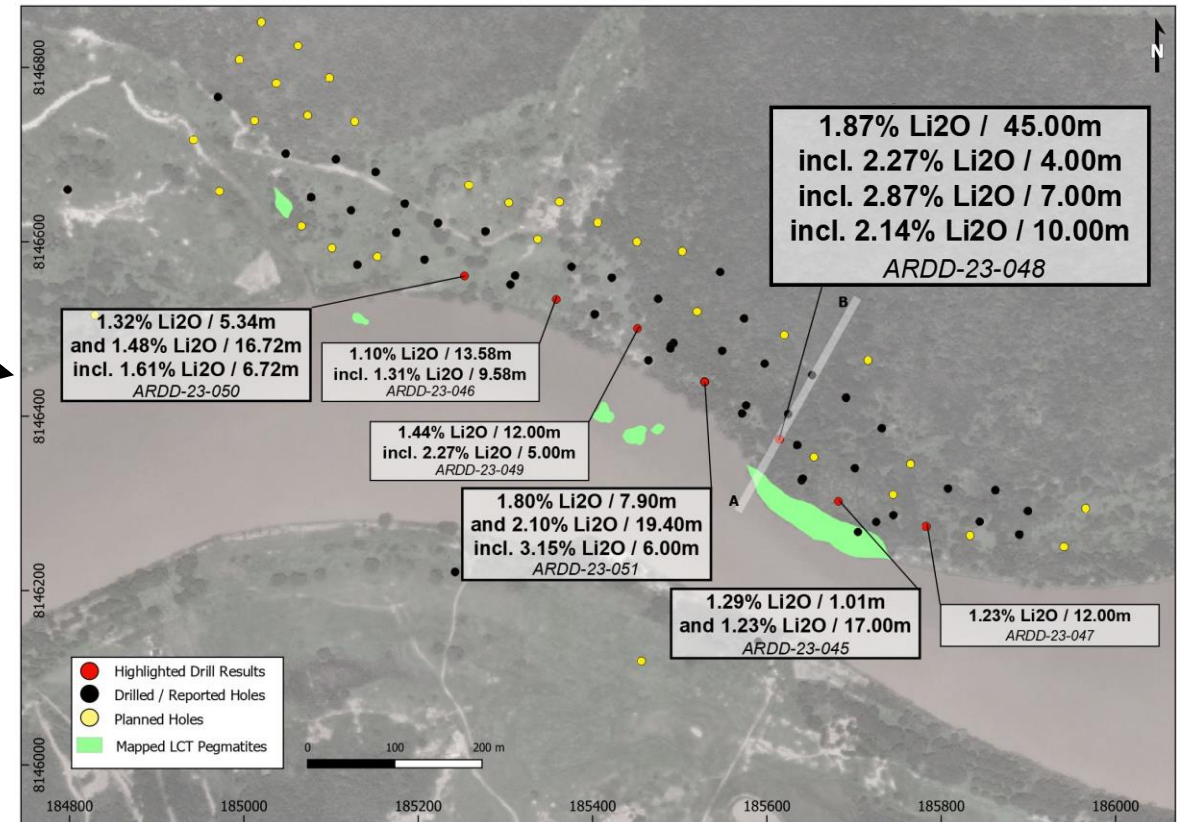 N
8146800
8146600
8146400
8146200
8146000
1.87% Li2O / 45.00m
incl. 2.27% Li2O / 4.00m
incl. 2.87% Li2O / 7.00m
incl. 2.14% Li2O / 10.00m
ARDD-23-048
B
A
1.32% Li2O / 5.34m
and 1.48% Li2O / 16.72m
incl. 1.61% Li2O / 6.72m
ARDD-23-050
1.10% Li2O / 13.58m
incl. 1.31% Li2O / 9.58m
ARDD-23-046
1.44% Li2O / 12.00m
incl. 2.27% Li2O / 5.00m
ARDD-23-049
1.80% Li2O / 7.90m
and 2.10% Li2O / 19.40m
incl. 3.15% Li2O / 6.00m
ARDD-23-051
1.29% Li2O / 1.01m
and 1.23% Li2O / 17.00m
ARDD-23-045
1.23% Li2O / 12.00m
ARDD-23-047
Highlighted Drill Results
Drilled / Reported Holes
Planned Holes
Mapped LCT Pegmatites
0 100 200 m
184800 185000 185200 185400 185600 185800 186000